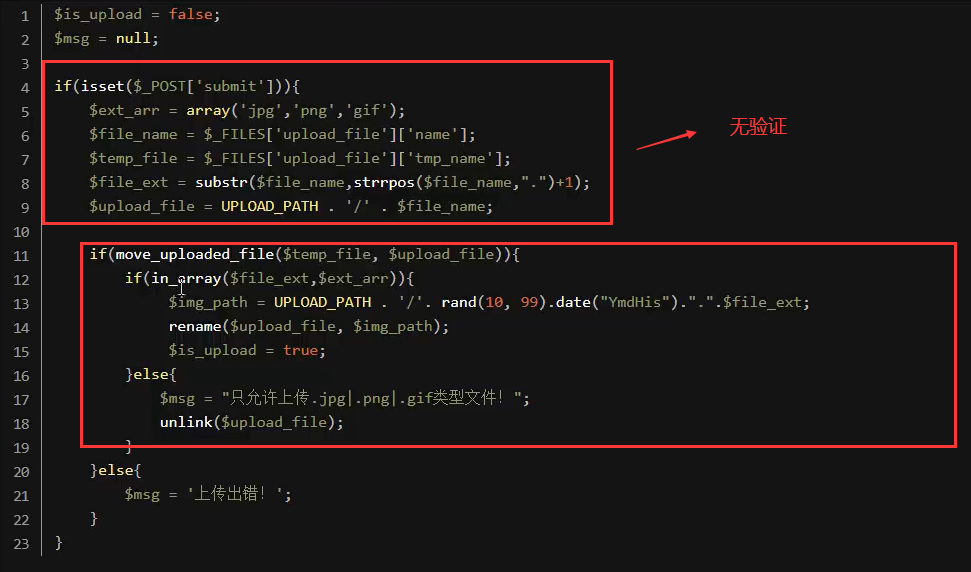 1 $is_upload = false;
2 $msg = null;
3
4 if(isset($_POST['submit'])){
5     $ext_arr = array('jpg','png','gif');
6     $file_name = $_FILES['upload_file']['name'];
无验证
7     $temp_file = $_FILES['upload_file']['tmp_name'];
8     $file_ext = substr($file_name,strrpos($file_name,".")+1);
9     $upload_file = UPLOAD_PATH . '/' . $file_name;
10
11     if(move_uploaded_file($temp_file, $upload_file)){
12         if(in_array($file_ext,$ext_arr)){
13              $img_path = UPLOAD_PATH . '/'. rand(10, 99).date("YmdHis").".".$file_ext;
14              rename($upload_file, $img_path);
15              $is_upload = true;
16         }else{
17             $msg = "只允许上传.jpg|.png|.gif类型文件！";
18             unlink($upload_file);
19         }
20     }else{
21         $msg = '上传出错！';
22     }
23 }